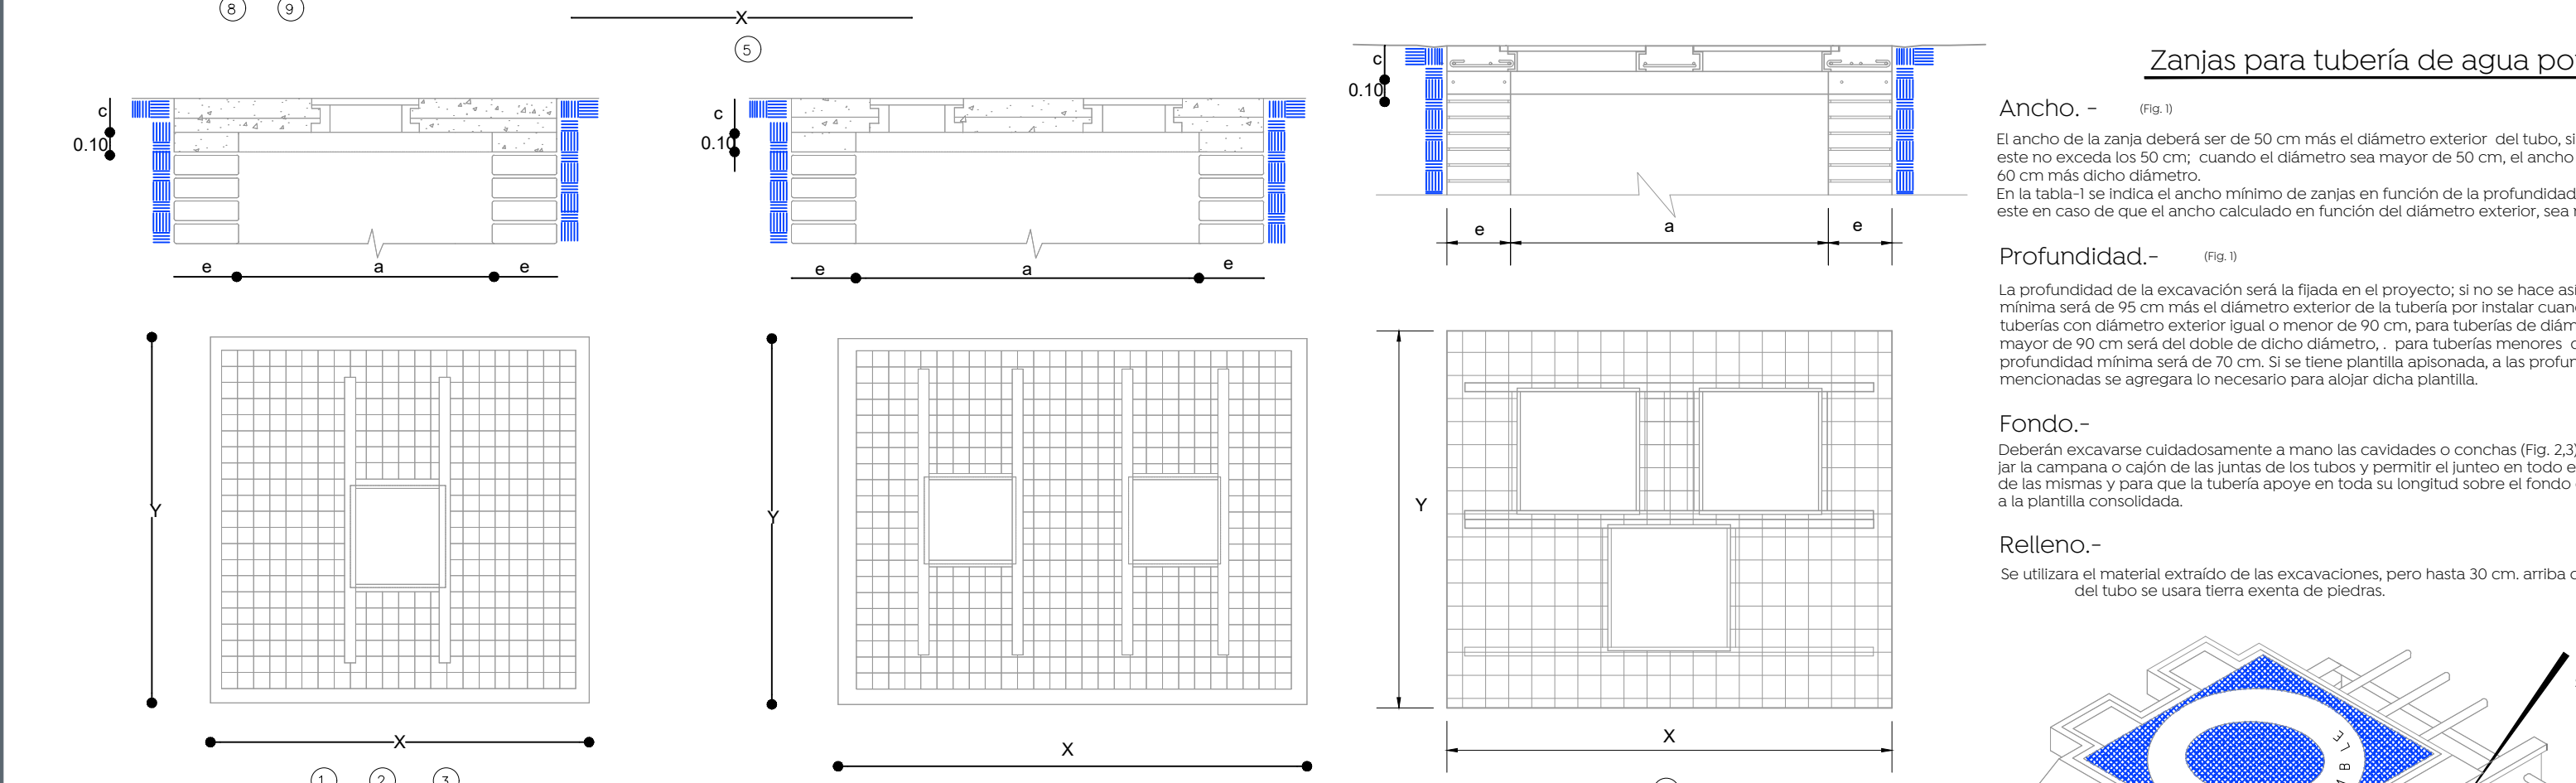 8 9
X
5
c
0.10
e a e
c
0.10
e a e
c
0.10
e a e
Y
X
1 2 3
Y
X
Y
X
Zanjas para tubería de agua po
Ancho. - (Fig. 1)
El ancho de la zanja deberá ser de 50 cm más el diámetro exterior del tubo, si
este no exceda los 50 cm; cuando el diámetro sea mayor de 50 cm, el ancho
60 cm más dicho diámetro.
En la tabla-1 se indica el ancho mínimo de zanjas en función de la profundidad,
este en caso de que el ancho calculado en función del diámetro exterior, sea
Profundidad.- (Fig. 1)
La profundidad de la excavación será la fijada en el proyecto; si no se hace asi
mínima será de 95 cm más el diámetro exterior de la tubería por instalar cuan
tuberías con diámetro exterior igual o menor de 90 cm, para tuberías de diám
mayor de 90 cm será del doble de dicho diámetro, . para tuberías menores
profundidad mínima será de 70 cm. Si se tiene plantilla apisonada, a las profun
mencionadas se agregara lo necesario para alojar dicha plantilla.
Fondo.-
Deberán excavarse cuidadosamente a mano las cavidades o conchas (Fig. 2,3)
jar la campana o cajón de las juntas de los tubos y permitir el junteo en todo e
de las mismas y para que la tubería apoye en toda su longitud sobre el fondo
a la plantilla consolidada.
Relleno.-
Se utilizara el material extraído de las excavaciones, pero hasta 30 cm. arriba
del tubo se usara tierra exenta de piedras.
B L E